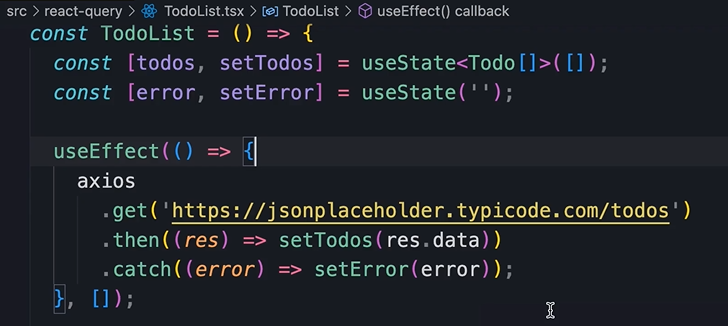 src > react-query > TodoList.tsx > TodoList > useEffect() callback
const TodoList = () => {
const [todos, setTodos] = useState<Todo[]>([]);
const [error, setError] = useState('');
useEffect(() => {
axios
.get('https://jsonplaceholder.typicode.com/todos')
.then((res) => setTodos(res.data))
.catch((error) => setError(error));
}, []);